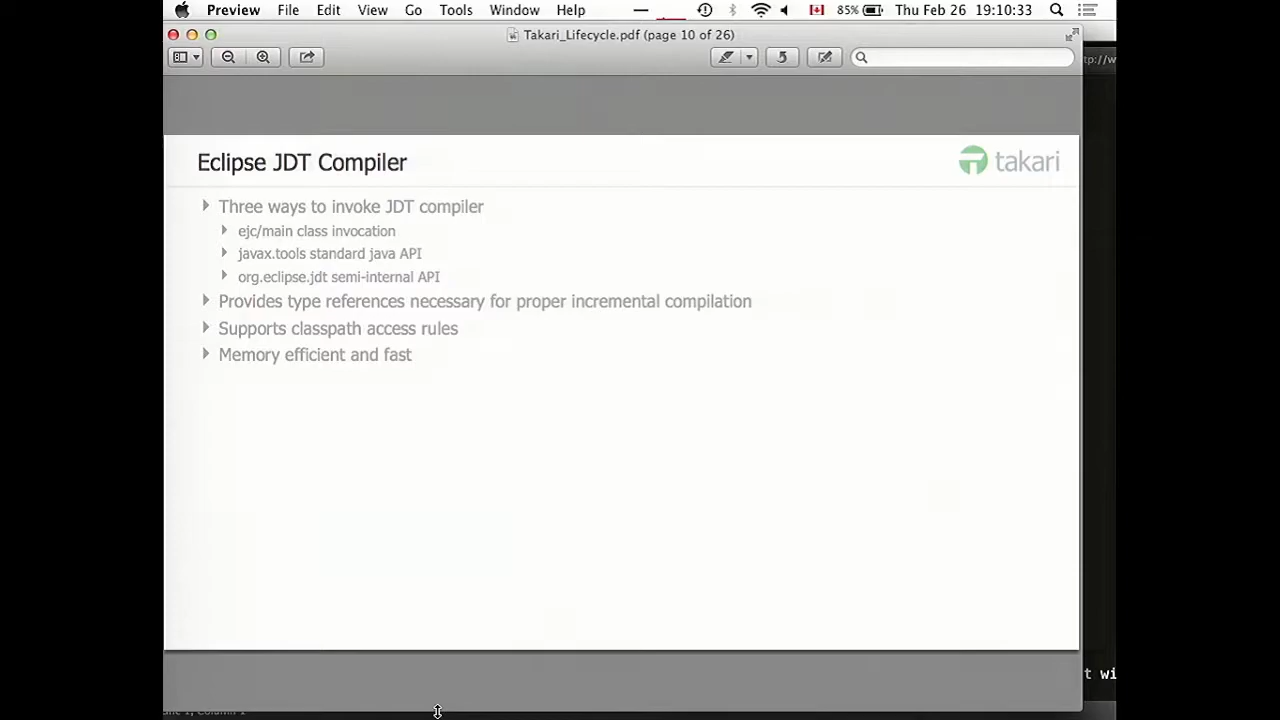 Preview File Edit View Go Tools Window Help 85% Thu Feb 26 19:10:33
Takari_Lifecycle.pdf (page 10 of 26)
Eclipse JDT Compiler
takari
Three ways to invoke JDT compiler
ejc/main class invocation
javax.tools standard java API
org.eclipse.jdt semi-internal API
Provides type references necessary for proper incremental compilation
Supports classpath access rules
Memory efficient and fast